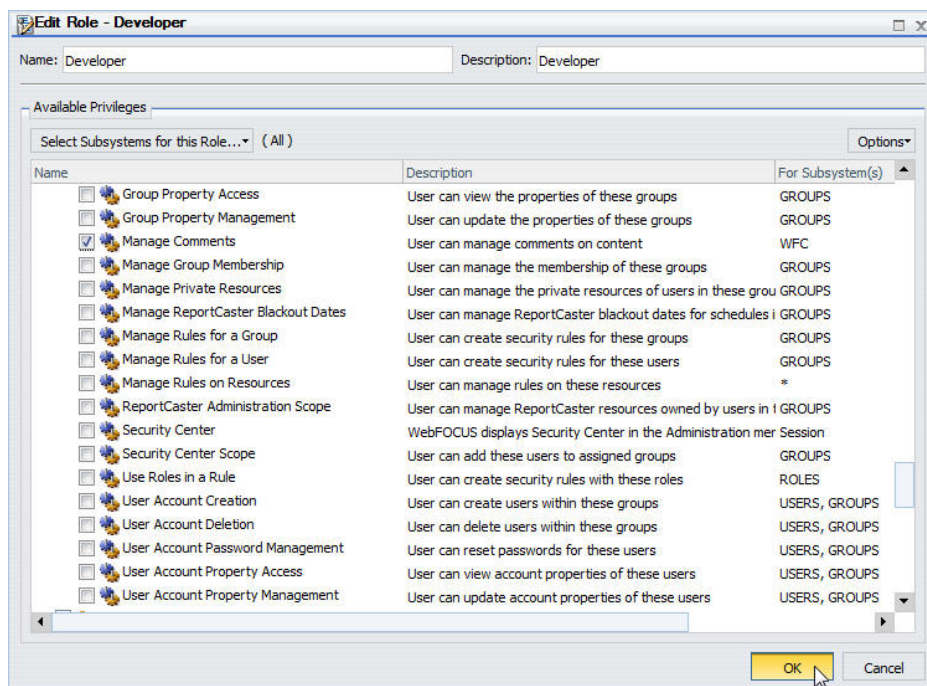 Edit Role - Developer
Name: Developer Description: Developer
Available Privileges
Select Subsystems for this Role... (All) Options
Name Description For Subsystem(s)
Group Property Access User can view the properties of these groups GROUPS
Group Property Management User can update the properties of these groups GROUPS
Manage Comments User can manage comments on content WFC
Manage Group Membership User can manage the membership of these groups GROUPS
Manage Private Resources User can manage the private resources of users in these grou GROUPS
Manage ReportCaster Blackout Dates User can manage ReportCaster blackout dates for schedules i GROUPS
Manage Rules for a Group User can create security rules for these groups GROUPS
Manage Rules for a User User can create security rules for these users GROUPS
Manage Rules on Resources User can manage rules on these resources *
ReportCaster Administration Scope User can manage ReportCaster resources owned by users in t GROUPS
Security Center WebFOCUS displays Security Center in the Administration mer Session
Security Center Scope User can add these users to assigned groups GROUPS
Use Roles in a Rule User can create security rules with these roles ROLES
User Account Creation User can create users within these groups USERS, GROUPS
User Account Deletion User can delete users within these groups USERS, GROUPS
User Account Password Management User can reset passwords for these users USERS, GROUPS
User Account Property Access User can view account properties of these users USERS, GROUPS
User Account Property Management User can update account properties of these users USERS, GROUPS
OK Cancel